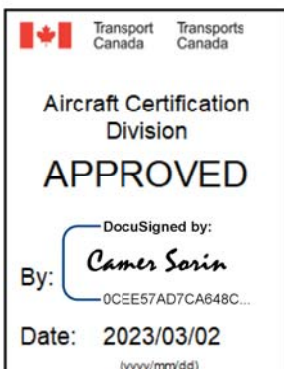 Transport Transports
Canada Canada
Aircraft Certification
Division
APPROVED
DocuSigned by:
Camer Sorin
By:
0CEE57AD7CA648C...
Date: 2023/03/02
(yyyy/mm/dd)